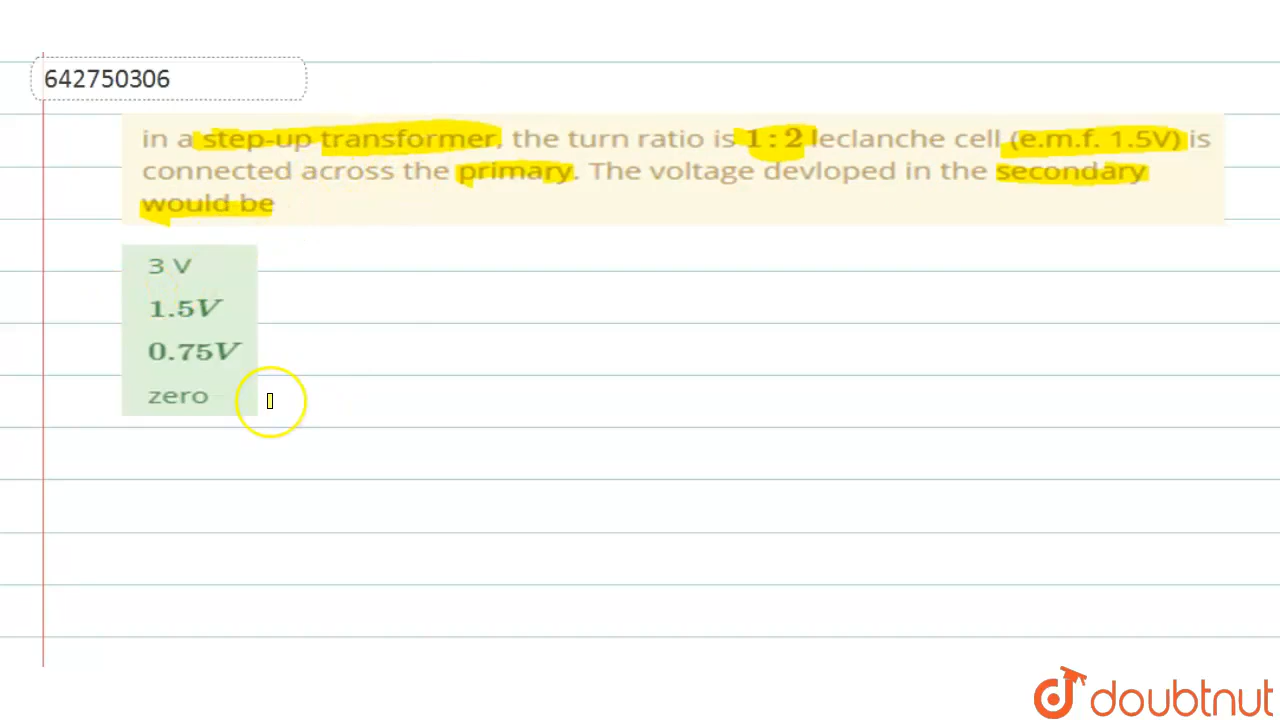 642750306
in a step-up transformer, the turn ratio is 1 : 2 leclanche cell (e.m.f. 1.5V) is
connected across the primary. The voltage devloped in the secondary
would be
3 V
1.5V
0.75V
zero
doubtnut